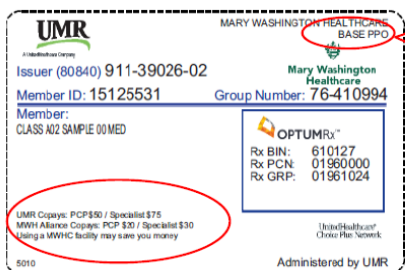 UMR
A UnitedHealthcare Company
MARY WASHINGTON HEALTHCARE
BASE PPO
Mary Washington
Healthcare
Issuer (80840) 911-39026-02
Member ID: 15125531
Group Number: 76-410994
Member:
CLASS A02 SAMPLE 00 MED
OPTUMRx™
Rx BIN: 610127
Rx PCN: 01960000
Rx GRP: 01961024
UMR Copays: PCP$50 / Specialist $75
MWH Alliance Copays: PCP $20 / Specialist $30
Using a MWHC facility may save you money
UnitedHealthcare®
Choice Plus Network
5010
Administered by UMR